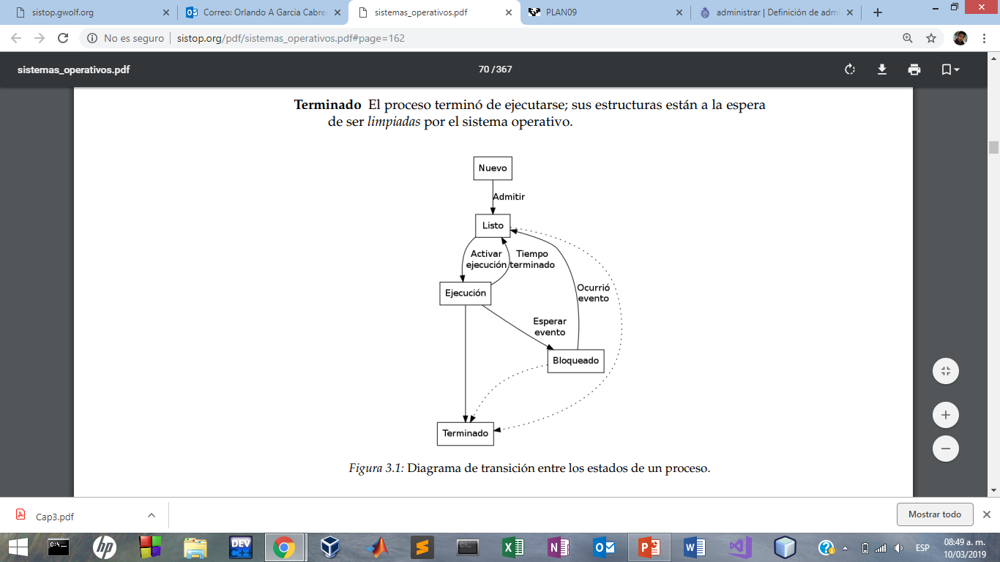 sistop.gwolf.org
Correo: Orlando A Garcia Cabre
sistemas_operativos.pdf
PLAN09
administrar | Definición de adm
No es seguro | sistop.org/pdf/sistemas_operativos.pdf#page=162
sistemas_operativos.pdf
70 / 367
Terminado El proceso terminó de ejecutarse; sus estructuras están a la espera
de ser limpiadas por el sistema operativo.
Nuevo
Admitir
Listo
Activar
ejecución
Tiempo
terminado
Ejecución
Ocurrió
evento
Esperar
evento
Bloqueado
Terminado
Figura 3.1: Diagrama de transición entre los estados de un proceso.
Cap3.pdf
Mostrar todo
C:\_
hp
DEV
C++
ESP
08:49 a. m.
10/03/2019